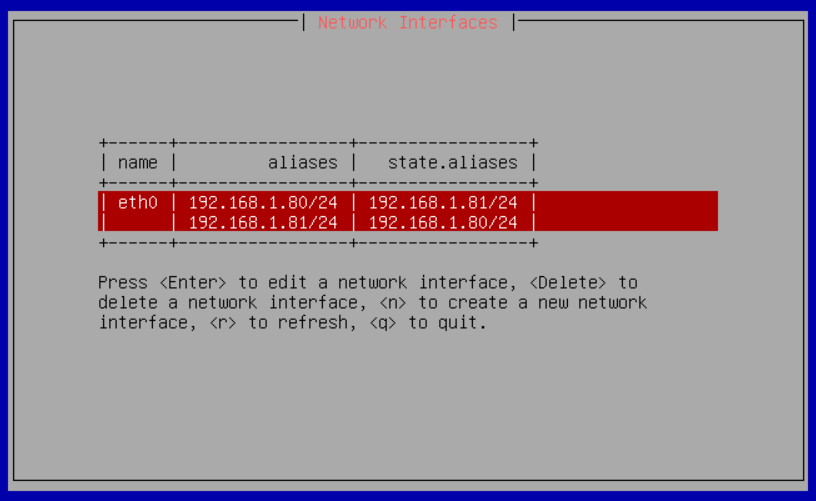 Network Interfaces
+------+-----------------+-----------------+
| name |         aliases |   state.aliases |
+------+-----------------+-----------------+
| eth0 | 192.168.1.80/24 | 192.168.1.81/24 |
|      | 192.168.1.81/24 | 192.168.1.80/24 |
+------+-----------------+-----------------+
Press <Enter> to edit a network interface, <Delete> to
delete a network interface, <n> to create a new network
interface, <r> to refresh, <q> to quit.